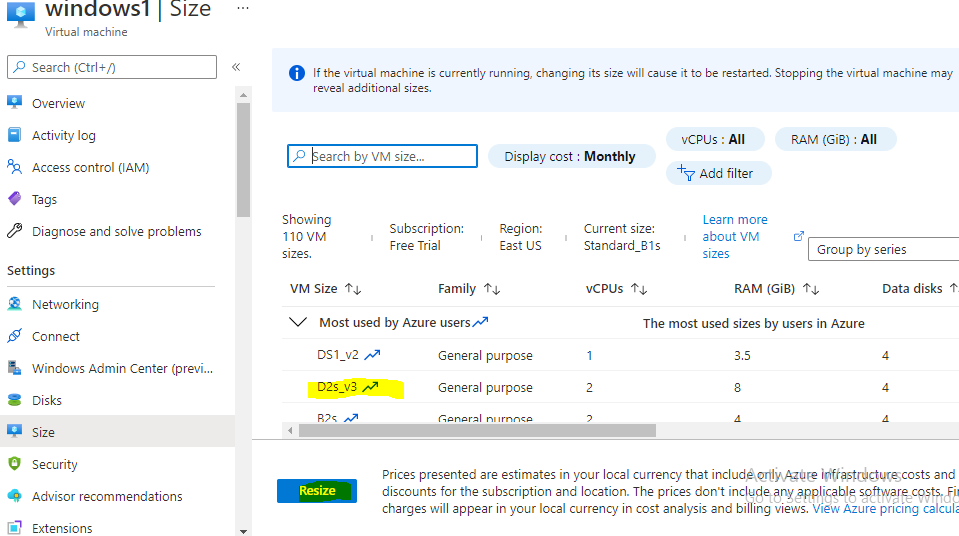 windows1 | Size ...
Virtual machine
Search (Ctrl+/) «
Overview
Activity log
Access control (IAM)
Tags
Diagnose and solve problems
Settings
Networking
Connect
Windows Admin Center (previ...
Disks
Size
Security
Advisor recommendations
Extensions
If the virtual machine is currently running, changing its size will cause it to be restarted. Stopping the virtual machine may
reveal additional sizes.
Search by VM size...
Display cost : Monthly
vCPUs : All
RAM (GiB) : All
Add filter
Showing
110 VM
sizes.
Subscription:
Free Trial
Region:
East US
Current size:
Standard_B1s
Learn more
about VM
sizes
Group by series
VM Size Family vCPUs RAM (GiB) Data disks
Most used by Azure users The most used sizes by users in Azure
DS1_v2 General purpose 1 3.5 4
D2s_v3 General purpose 2 8 4
B2s General purpose 2 4 4
Resize
Prices presented are estimates in your local currency that include only Azure infrastructure costs and
discounts for the subscription and location. The prices don't include any applicable software costs. Fi
charges will appear in your local currency in cost analysis and billing views. View Azure pricing calcula
Activate Windows
Go to Settings to activate Windo